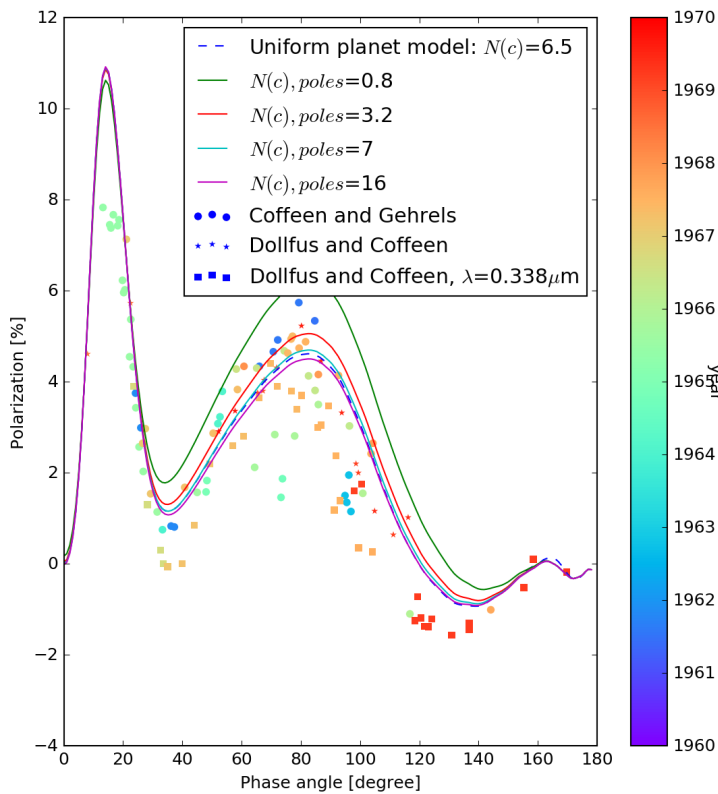 12
10
8
6
4
2
0
−2
−4
Polarization [%]
0 20 40 60 80 100 120 140 160 180
Phase angle [degree]
Uniform planet model: N(c)=6.5
N(c), poles=0.8
N(c), poles=3.2
N(c), poles=7
N(c), poles=16
Coffeen and Gehrels
Dollfus and Coffeen
Dollfus and Coffeen, λ=0.338μm
1970
1969
1968
1967
1966
1965
1964
1963
1962
1961
1960
year